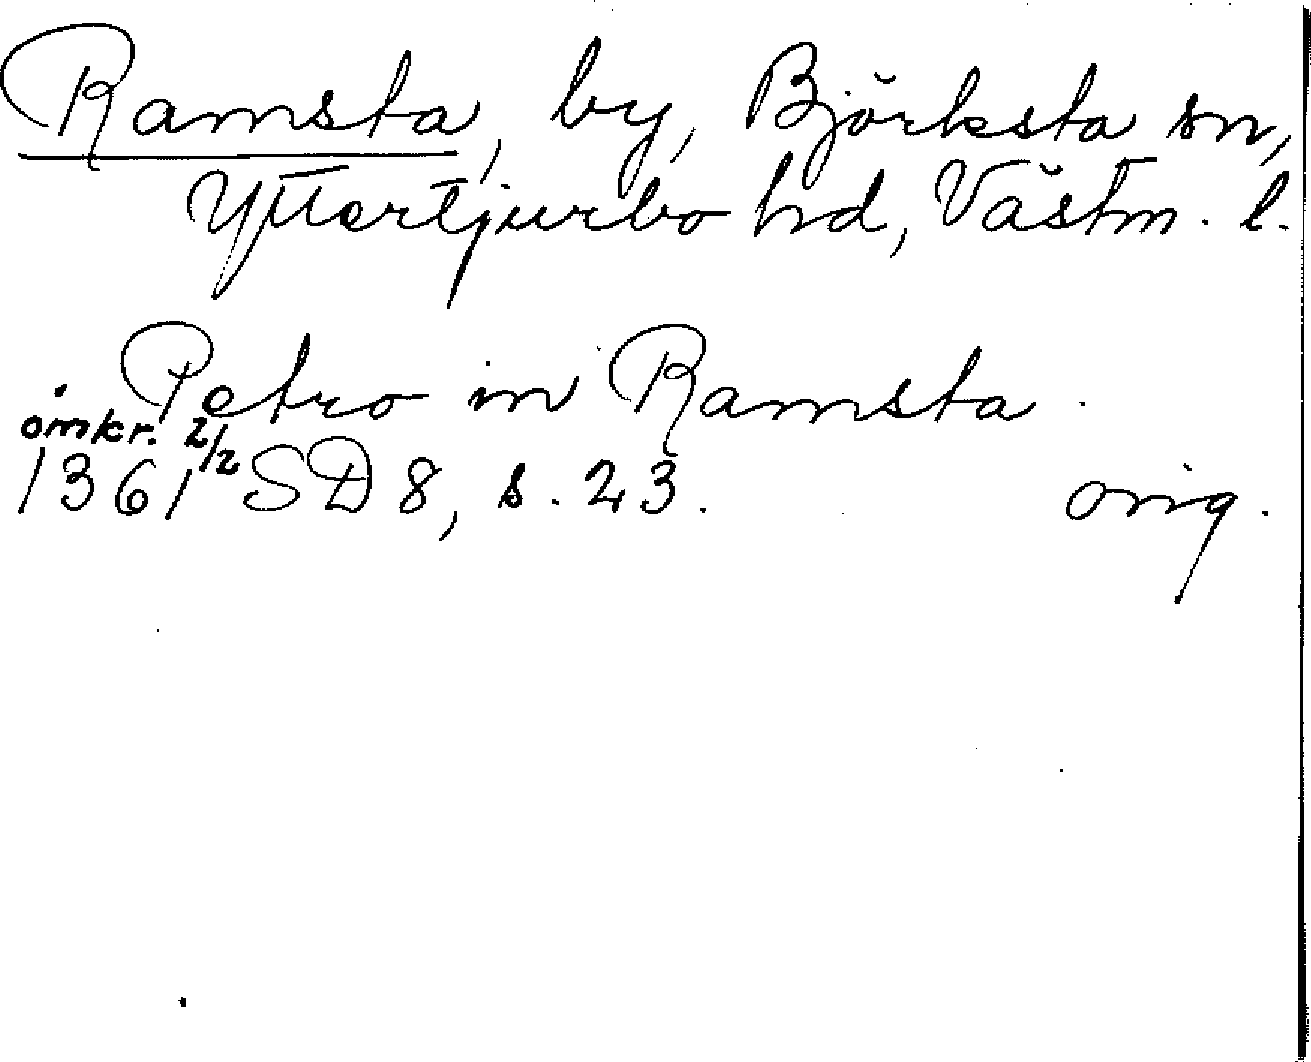 Ramsta, by, Björksta sn,
Yttertjurbo hd, Västm. l.
Petro in Ramsta.
omkr. 2/2
1361 SD 8, s. 23. orig.